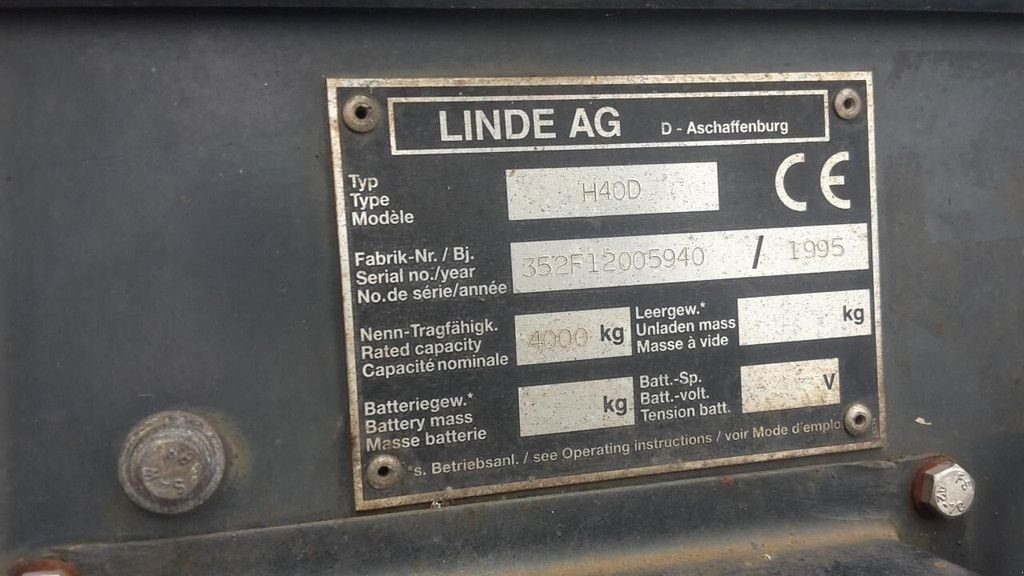 LINDE AG D - Aschaffenburg
Typ
Type
Modèle
H40D
CE
Fabrik-Nr. / Bj.
Serial no./year
No.de série/année
352F12005940 / 1995
Nenn-Tragfähigk.
Rated capacity
Capacité nominale
4000 kg
Leergew.*
Unladen mass
Masse à vide
kg
Batteriegew.*
Battery mass
Masse batterie
kg
Batt.-Sp.
Batt.-volt.
Tension batt.
V
*s. Betriebsanl. / see Operating instructions / voir Mode d'emploi